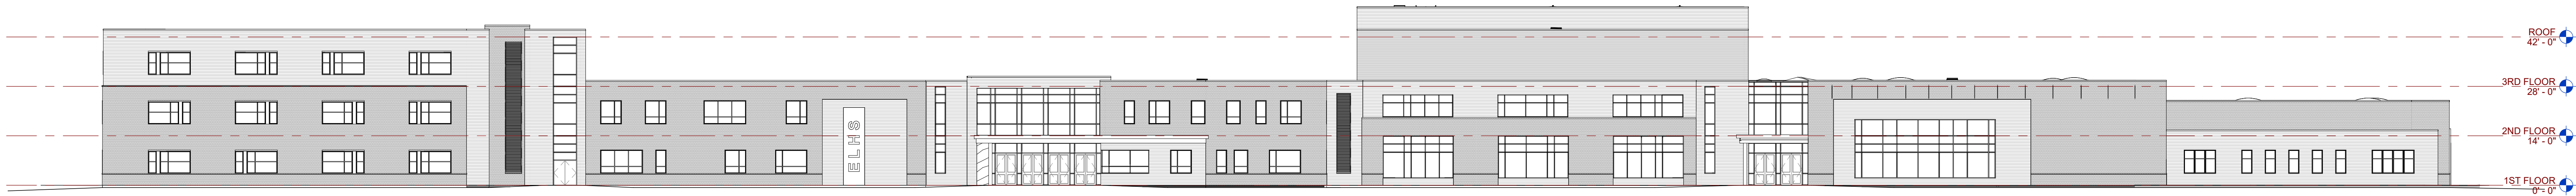 ROOF
42' - 0"
3RD FLOOR
28' - 0"
ELHS
2ND FLOOR
14' - 0"
1ST FLOOR
0' - 0"